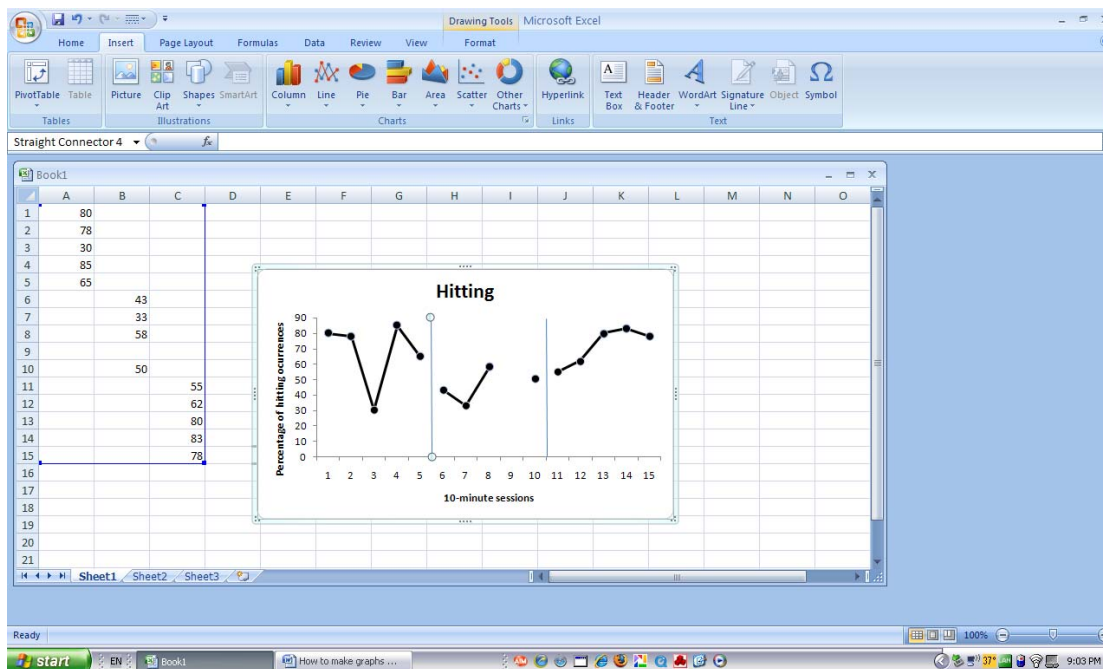 Drawing Tools Microsoft Excel
Home Insert Page Layout Formulas Data Review View Format
PivotTable Table Picture Clip Art Shapes SmartArt Column Line Pie Bar Area Scatter Other Charts Hyperlink Text Box Header & Footer WordArt Signature Line Object Symbol
Tables Illustrations Charts Links Text
Straight Connector 4 fx
Book1
A B C D E F G H I J K L M N O
1 80
2 78
3 30
4 85
5 65
6 43
7 33
8 58
9
10 50
11 55
12 62
13 80
14 83
15 78
16
17
18
19
20
21
Hitting
Percentage of hitting ocurrences
90
80
70
60
50
40
30
20
10
0
1 2 3 4 5 6 7 8 9 10 11 12 13 14 15
10-minute sessions
Sheet1 Sheet2 Sheet3
Ready 100%
start EN Book1 How to make graphs ... 37° 9:03 PM